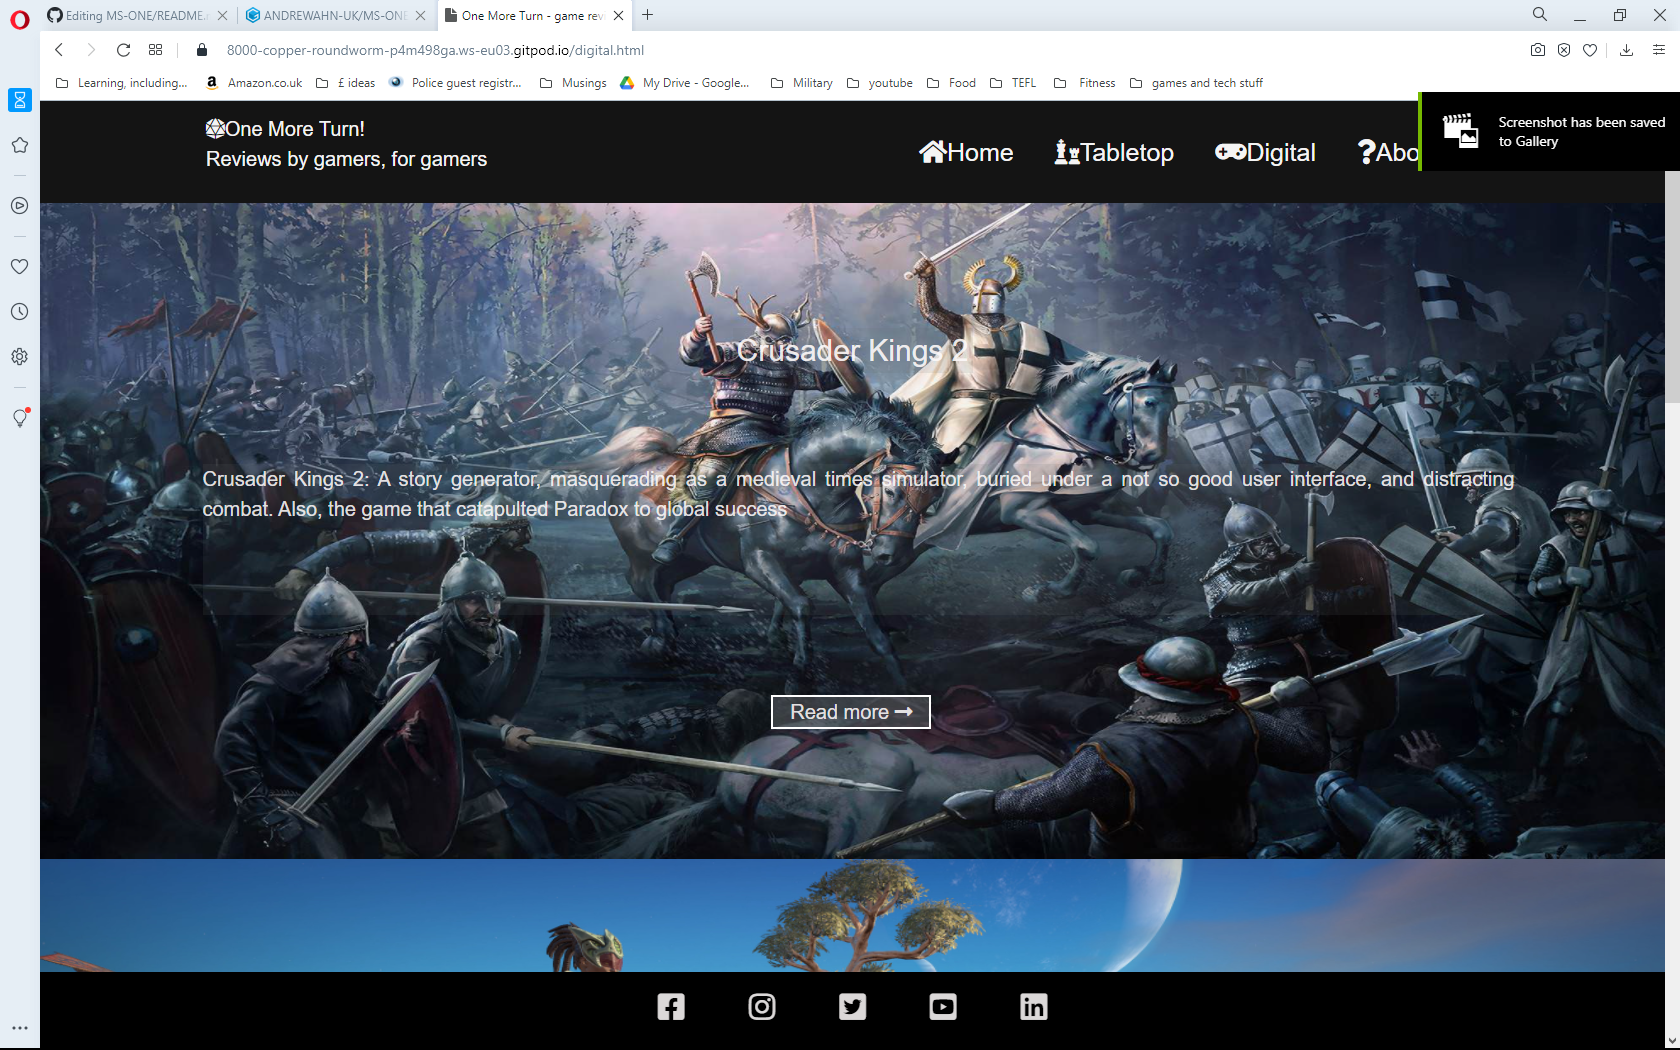 Editing MS-ONE/README.
ANDREWAHN-UK/MS-ONE
One More Turn - game rev
8000-copper-roundworm-p4m498ga.ws-eu03.gitpod.io/digital.html
Learning, including...
Amazon.co.uk
£ ideas
Police guest registr...
Musings
My Drive - Google...
Military
youtube
Food
TEFL
Fitness
games and tech stuff
Screenshot has been saved
to Gallery
One More Turn!
Reviews by gamers, for gamers
Home
Tabletop
Digital
Abo
Crusader Kings 2
Crusader Kings 2: A story generator, masquerading as a medieval times simulator, buried under a not so good user interface, and distracting
combat. Also, the game that catapulted Paradox to global success
Read more